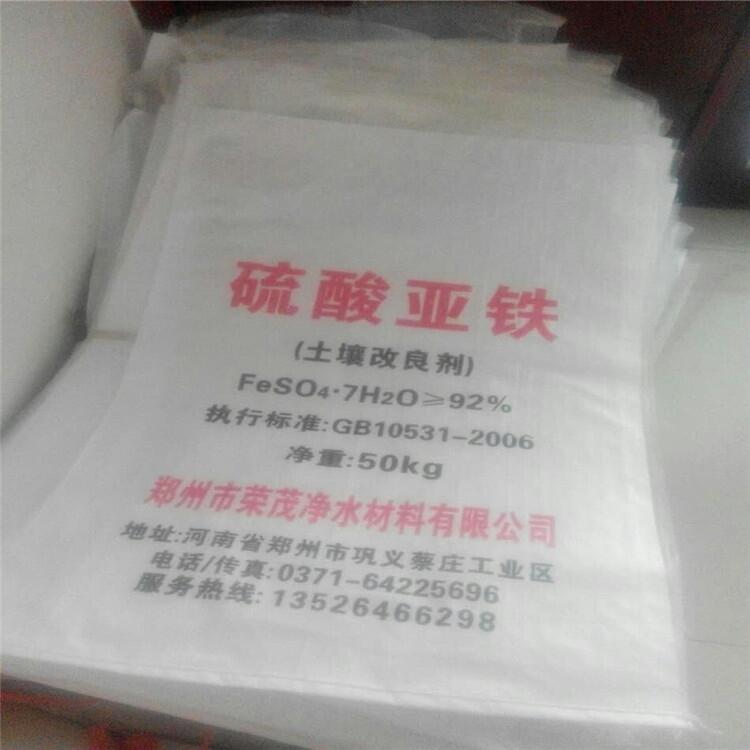 硫酸亚铁
(土壤改良剂)
FeSO4·7H2O≥92%
执行标准:GB10531-2006
净重:50kg
郑州市荣茂净水材料有限公司
地址:河南省郑州市巩义蔡庄工业区
电话/传真:0371-64225696
服务热线:13526466298